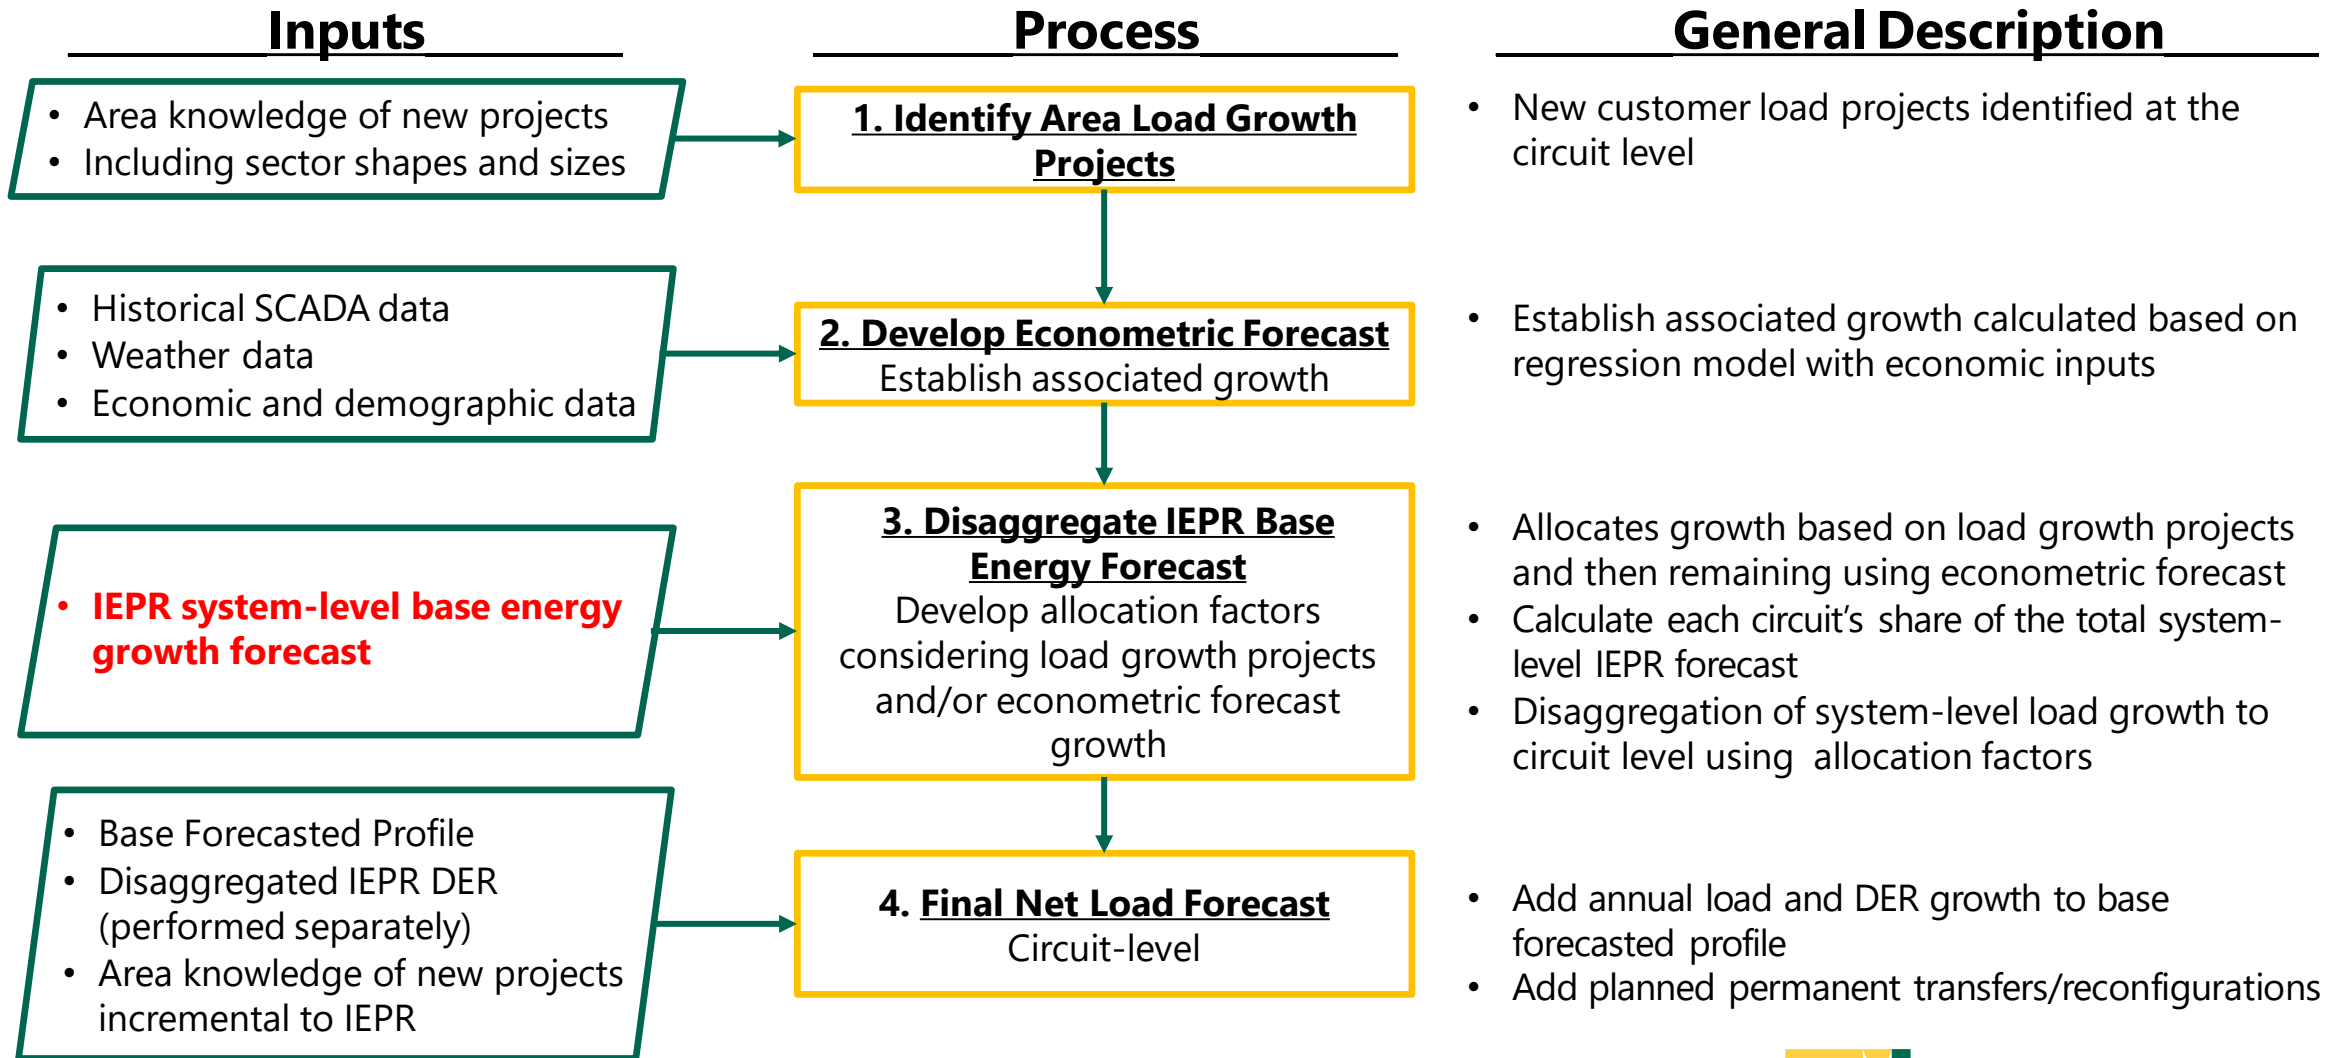 Inputs
Process
General Description
• Area knowledge of new projects
• Including sector shapes and sizes
1. Identify Area Load Growth
Projects
• New customer load projects identified at the
circuit level
• Historical SCADA data
• Weather data
• Economic and demographic data
2. Develop Econometric Forecast
Establish associated growth
• Establish associated growth calculated based on
regression model with economic inputs
• IEPR system-level base energy
growth forecast
3. Disaggregate IEPR Base
Energy Forecast
Develop allocation factors
considering load growth projects
and/or econometric forecast
growth
• Allocates growth based on load growth projects
and then remaining using econometric forecast
• Calculate each circuit’s share of the total system-
level IEPR forecast
• Disaggregation of system-level load growth to
circuit level using allocation factors
• Base Forecasted Profile
• Disaggregated IEPR DER
(performed separately)
• Area knowledge of new projects
incremental to IEPR
4. Final Net Load Forecast
Circuit-level
• Add annual load and DER growth to base
forecasted profile
• Add planned permanent transfers/reconfigurations